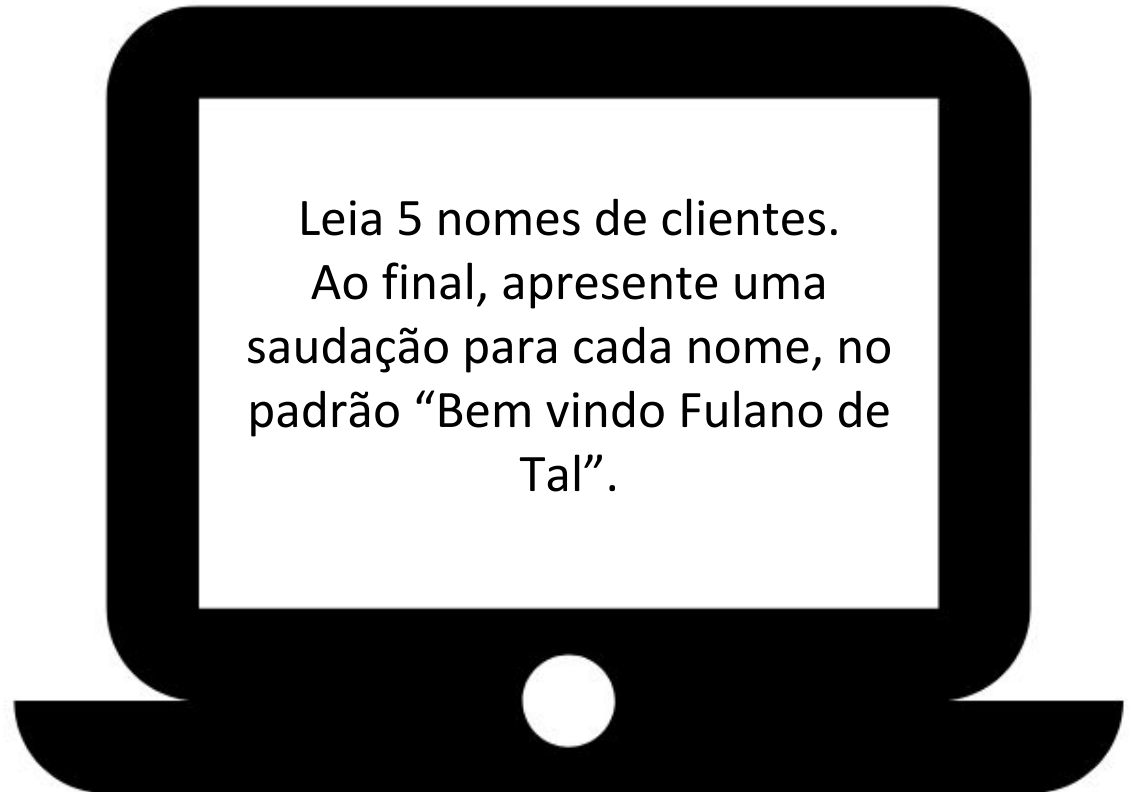 Leia 5 nomes de clientes.
Ao final, apresente uma
saudação para cada nome, no
padrão “Bem vindo Fulano de
Tal”.